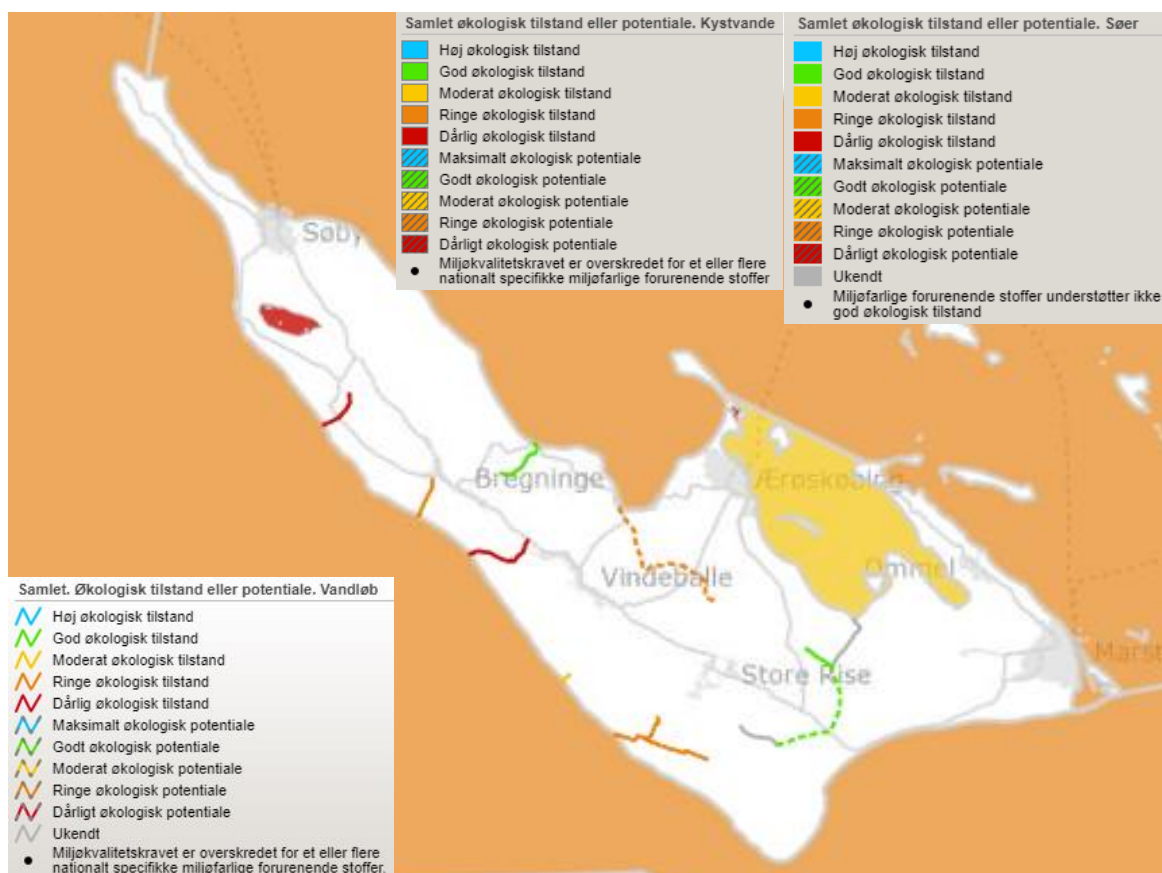 Samlet økologisk tilstand eller potentiale. Kystvande
Høj økologisk tilstand
God økologisk tilstand
Moderat økologisk tilstand
Ringe økologisk tilstand
Dårlig økologisk tilstand
Maksimalt økologisk potentiale
Godt økologisk potentiale
Moderat økologisk potentiale
Ringe økologisk potentiale
Dårligt økologisk potentiale
Miljøkvalitetskravet er overskredet for et eller flere
nationalt specifikke miljøfarlige forurenende stoffer
Samlet økologisk tilstand eller potentiale. Søer
Høj økologisk tilstand
God økologisk tilstand
Moderat økologisk tilstand
Ringe økologisk tilstand
Dårlig økologisk tilstand
Maksimalt økologisk potentiale
Godt økologisk potentiale
Moderat økologisk potentiale
Ringe økologisk potentiale
Dårligt økologisk potentiale
Ukendt
Miljøfarlige forurenende stoffer understøtter ikke
god økologisk tilstand
Søby
Bregninge
Ærøskøbing
Vindeballe
Ommel
Store Rise
Marst
Samlet. Økologisk tilstand eller potentiale. Vandløb
Høj økologisk tilstand
God økologisk tilstand
Moderat økologisk tilstand
Ringe økologisk tilstand
Dårlig økologisk tilstand
Maksimalt økologisk potentiale
Godt økologisk potentiale
Moderat økologisk potentiale
Ringe økologisk potentiale
Dårligt økologisk potentiale
Ukendt
Miljøkvalitetskravet er overskredet for et eller flere
nationalt specifikke miljøfarlige forurenende stoffer.